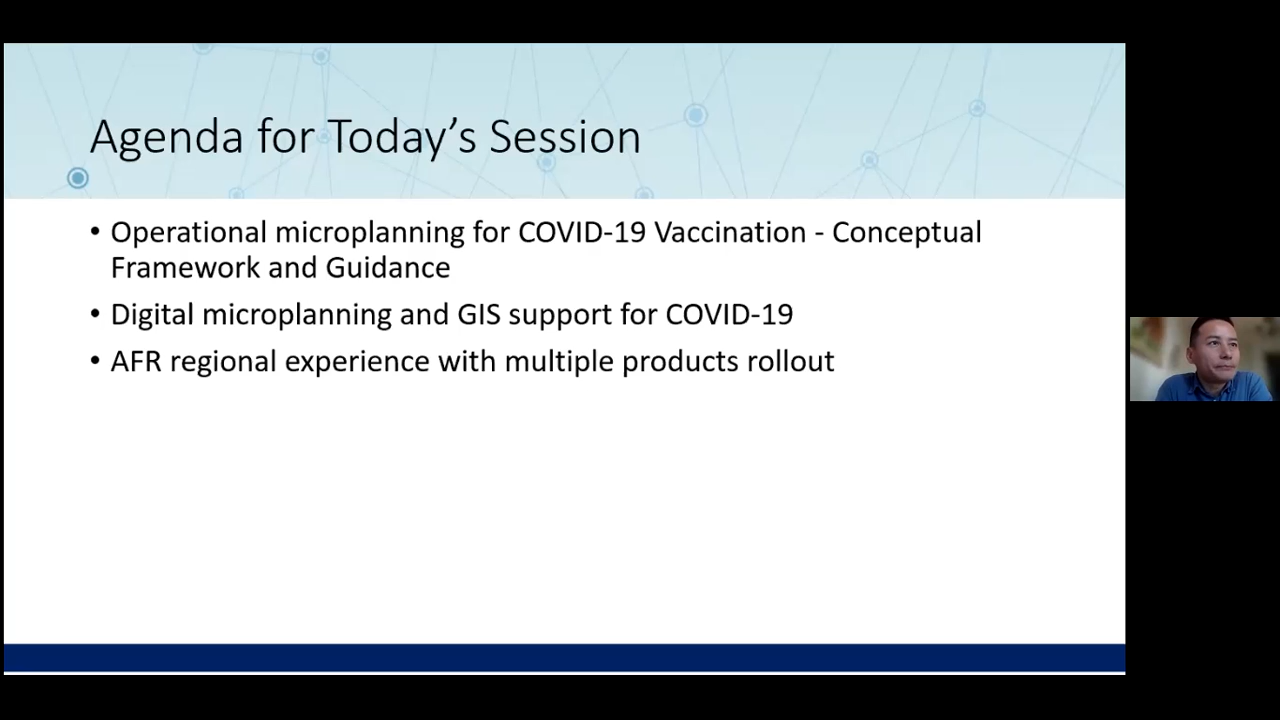 Agenda for Today’s Session
• Operational microplanning for COVID-19 Vaccination - Conceptual
Framework and Guidance
• Digital microplanning and GIS support for COVID-19
• AFR regional experience with multiple products rollout